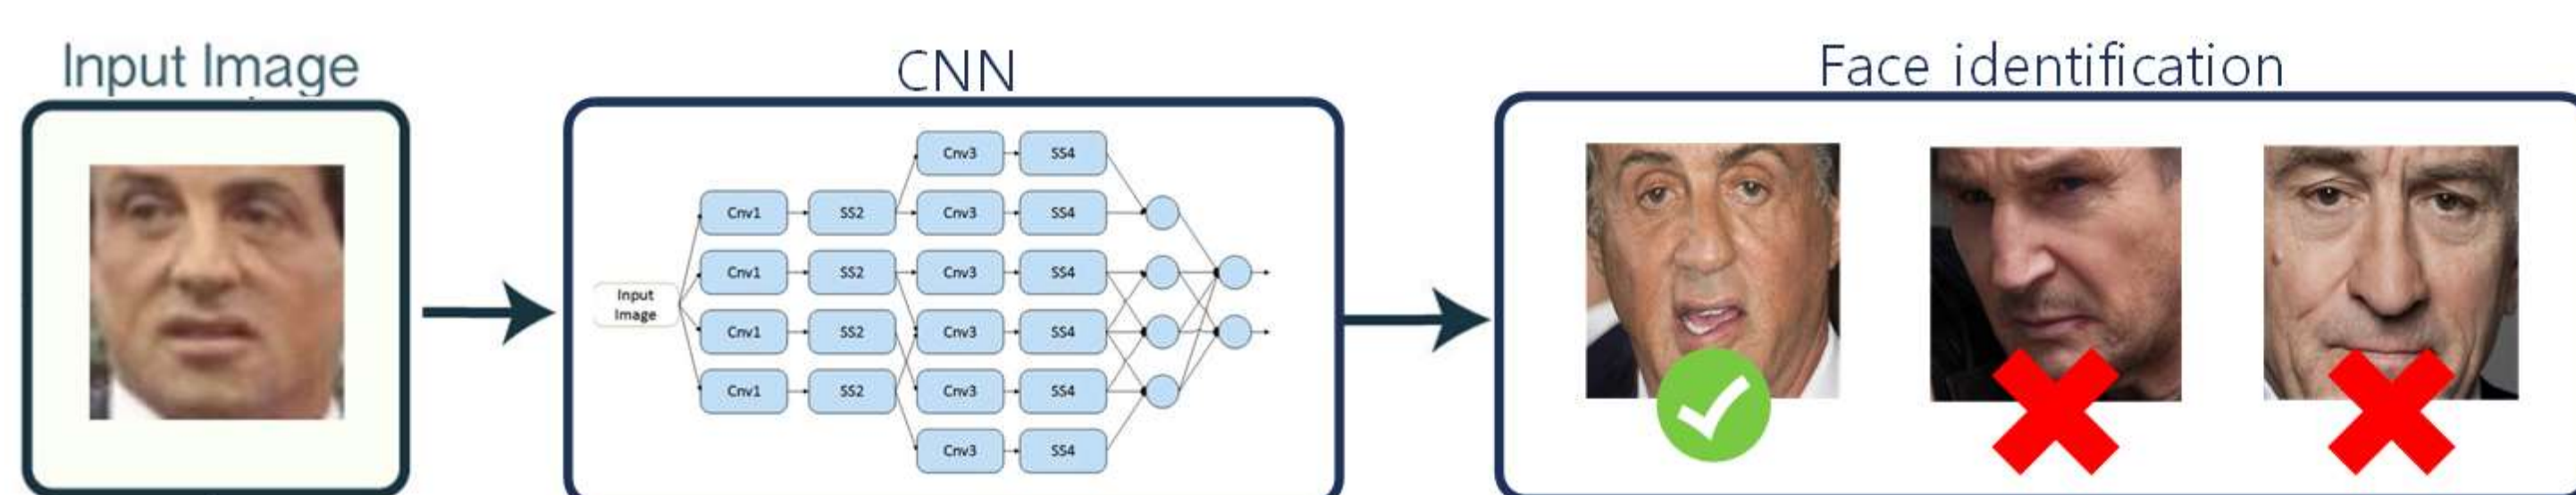 Input Image
CNN
Face identification
Cnv3 SS4
Cnv1 SS2 Cnv3 SS4
Cnv1 SS2 Cnv3 SS4
Input
Image
Cnv1 SS2 Cnv3 SS4
Cnv1 SS2 Cnv3 SS4
Cnv3 SS4